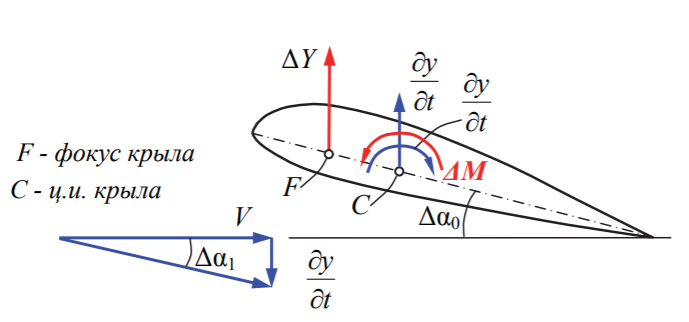 ΔY
∂y
∂t
∂y
∂t
F - фокус крыла
С - ц.и. крыла
F
C
ΔM
Δα₀
V
Δα₁
∂y
∂t